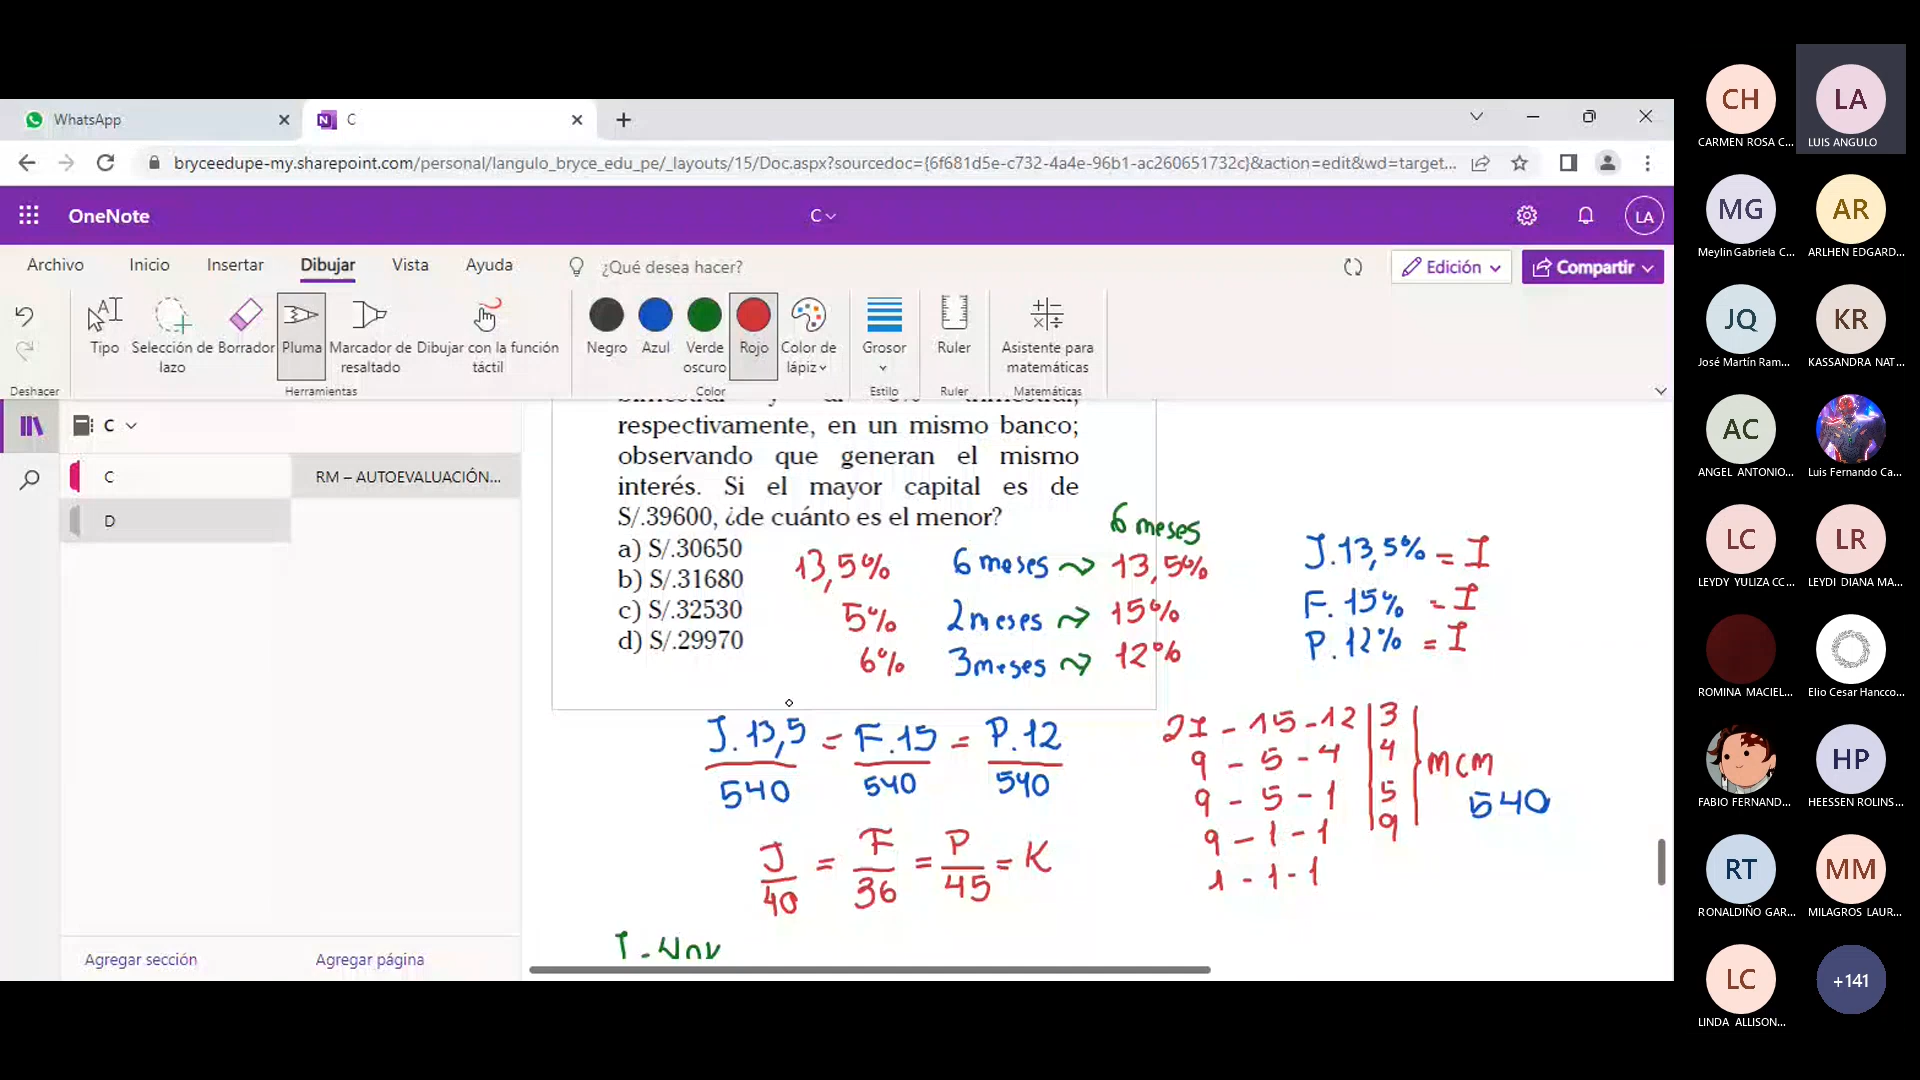 WhatsApp
C
bryceedupe-my.sharepoint.com/personal/langulo_bryce_edu_pe/_layouts/15/Doc.aspx?sourcedoc={6f681d5e-c732-4a4e-96b1-ac260651732c}&action=edit&wd=target...
OneNote
C
LA
Archivo Inicio Insertar Dibujar Vista Ayuda ¿Qué desea hacer? Edición Compartir
Tipo Selección de lazo Borrador Pluma Marcador de resaltado Dibujar con la función táctil Negro Azul Verde oscuro Rojo Color de lápiz Grosor Ruler Asistente para matemáticas
Deshacer Herramientas Color Estilo Ruler Matemáticas
C
C
RM – AUTOEVALUACIÓN...
D
Agregar sección
Agregar página
respectivamente, en un mismo banco;
observando que generan el mismo
interés. Si el mayor capital es de
S/.39600, ¿de cuánto es el menor?
a) S/.30650
b) S/.31680
c) S/.32530
d) S/.29970
6 meses
13,5% 6 meses 13,5%
5% 2 meses 15%
6% 3 meses 12%
J.13,5% = I
F.15% = I
P.12% = I
J.13,5/540 = F.15/540 = P.12/540
J/40 = F/36 = P/45 = K
27 - 15 - 12 | 3
9 - 5 - 4 | 4
9 - 5 - 1 | 5
9 - 1 - 1 | 9
1 - 1 - 1
mcm
540
CH
CARMEN ROSA C...
LA
LUIS ANGULO
MG
Meylin Gabriela C...
AR
ARLHEN EDGARD...
JQ
José Martín Ram...
KR
KASSANDRA NAT...
AC
ANGEL ANTONIO...
Luis Fernando Ca...
LC
LEYDY YULIZA CC...
LR
LEYDI DIANA MA...
ROMINA MACIEL...
Elio Cesar Hancco...
FABIO FERNAND...
HP
HEESSEN ROLINS...
RT
RONALDIÑO GAR...
MM
MILAGROS LAUR...
LC
LINDA ALLISON...
+141